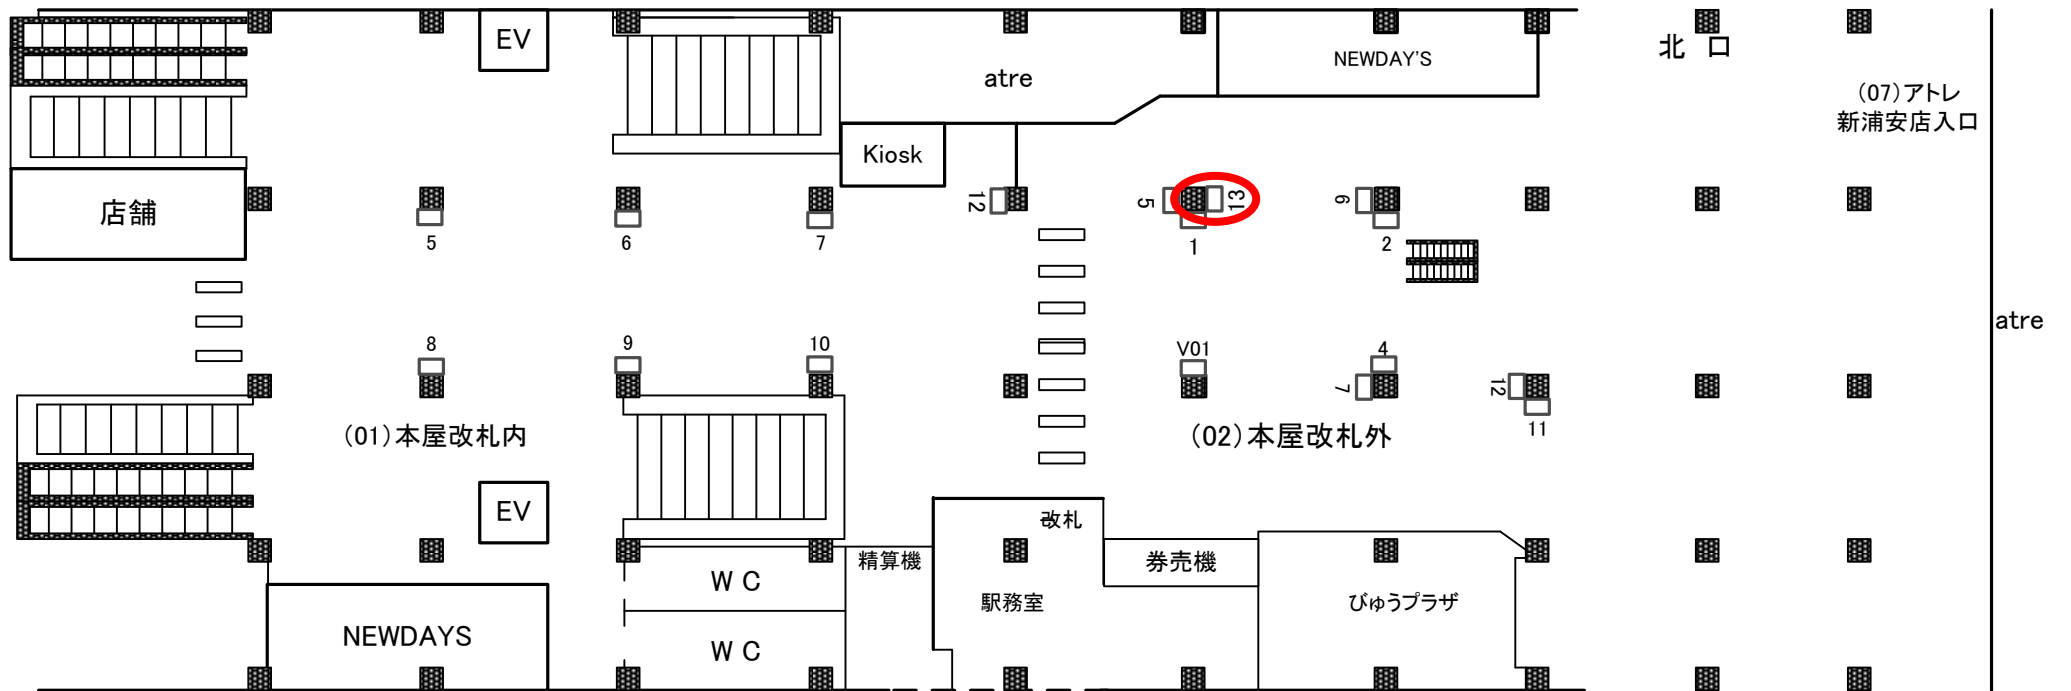 EV
atre
NEWDAY'S
北 口
(07)アトレ
新浦安店入口
Kiosk
店舗
12
5
13
6
5
6
7
1
2
atre
8
9
10
V01
4
7
12
11
(01)本屋改札内
(02)本屋改札外
EV
改札
精算機
券売機
W C
駅務室
びゅうプラザ
NEWDAYS
W C